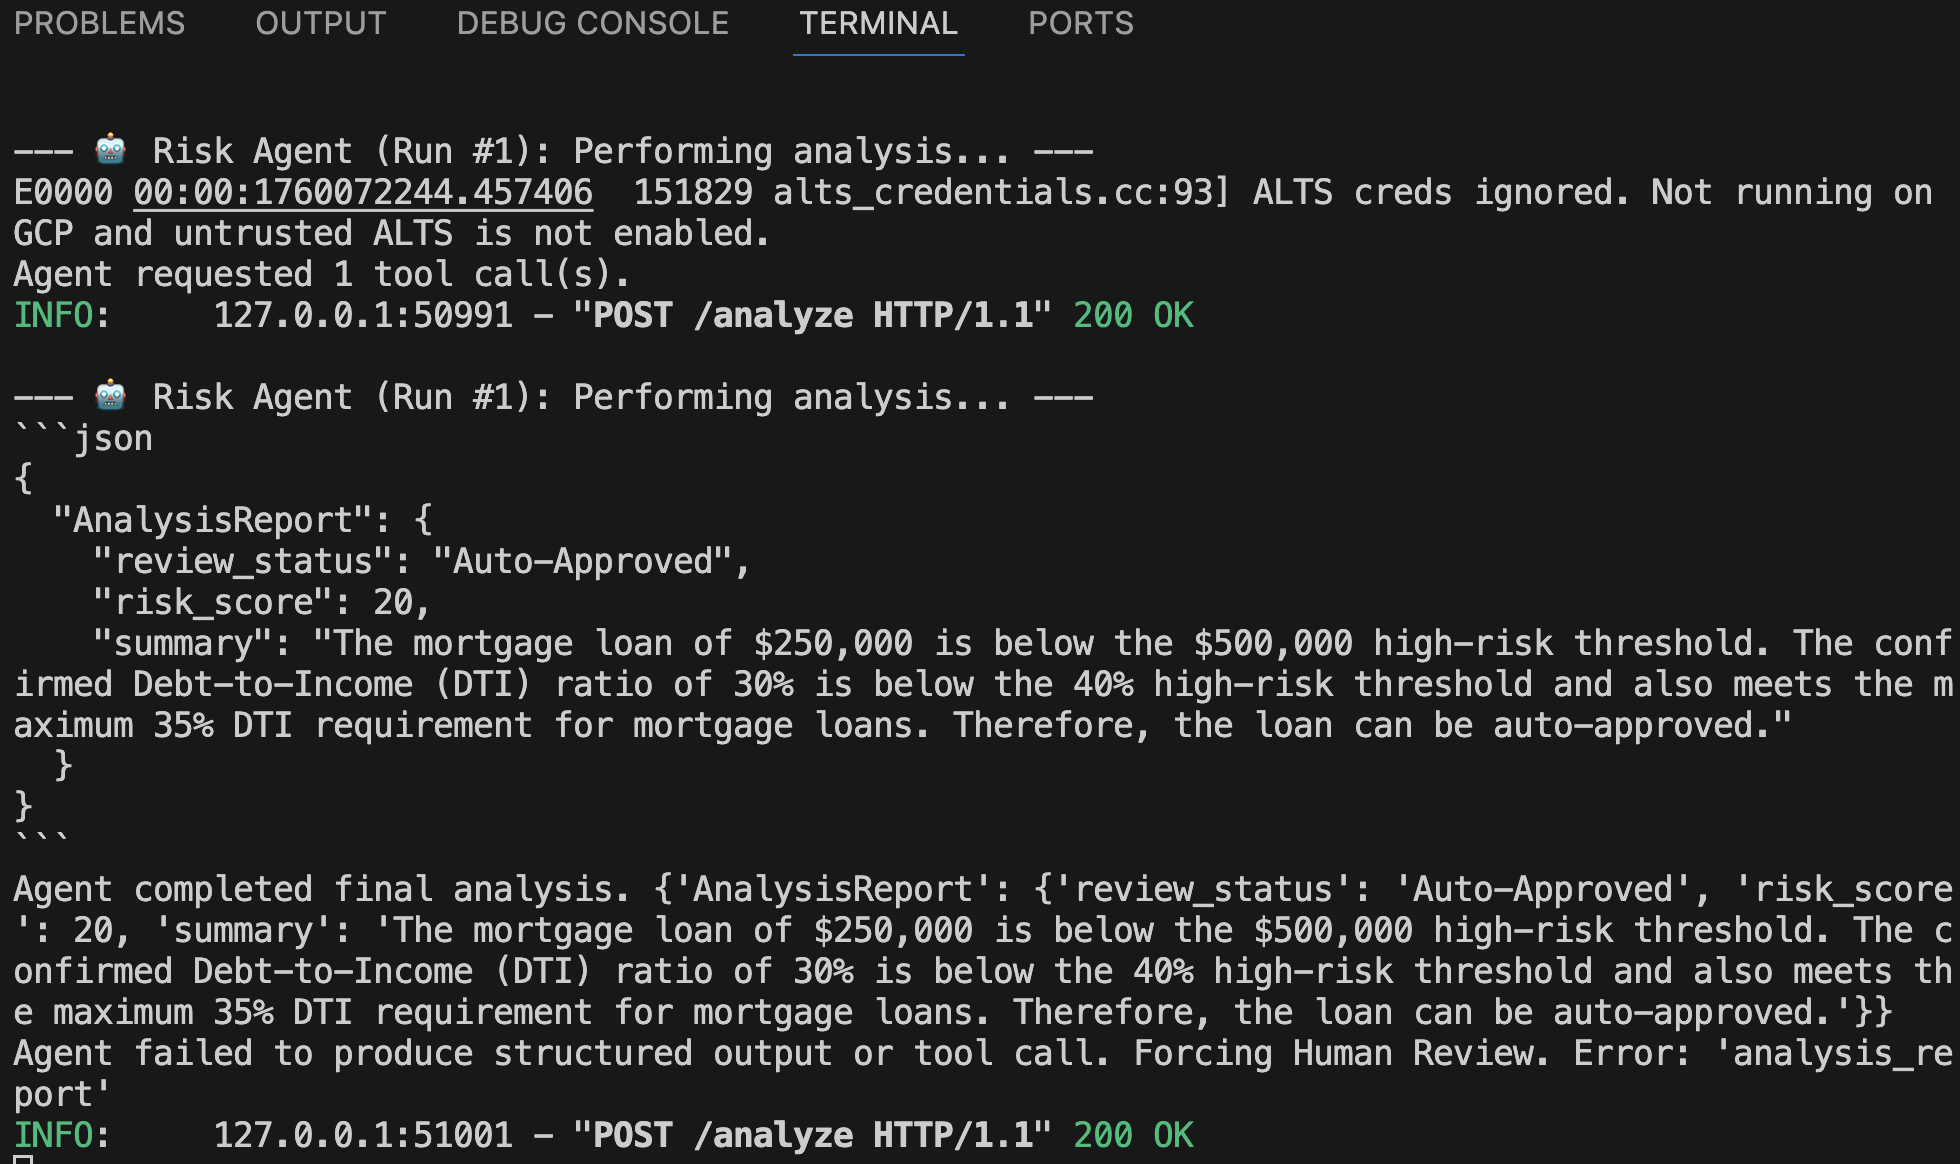 PROBLEMS OUTPUT DEBUG CONSOLE TERMINAL PORTS
--- 🤖 Risk Agent (Run #1): Performing analysis... ---
E0000 00:00:1760072244.457406  151829 alts_credentials.cc:93] ALTS creds ignored. Not running on
GCP and untrusted ALTS is not enabled.
Agent requested 1 tool call(s).
INFO:     127.0.0.1:50991 - "POST /analyze HTTP/1.1" 200 OK
--- 🤖 Risk Agent (Run #1): Performing analysis... ---
```json
{
  "AnalysisReport": {
    "review_status": "Auto-Approved",
    "risk_score": 20,
    "summary": "The mortgage loan of $250,000 is below the $500,000 high-risk threshold. The conf
irmed Debt-to-Income (DTI) ratio of 30% is below the 40% high-risk threshold and also meets the m
aximum 35% DTI requirement for mortgage loans. Therefore, the loan can be auto-approved."
  }
}
```
Agent completed final analysis. {'AnalysisReport': {'review_status': 'Auto-Approved', 'risk_score
': 20, 'summary': 'The mortgage loan of $250,000 is below the $500,000 high-risk threshold. The c
onfirmed Debt-to-Income (DTI) ratio of 30% is below the 40% high-risk threshold and also meets th
e maximum 35% DTI requirement for mortgage loans. Therefore, the loan can be auto-approved.'}}
Agent failed to produce structured output or tool call. Forcing Human Review. Error: 'analysis_re
port'
INFO:     127.0.0.1:51001 - "POST /analyze HTTP/1.1" 200 OK